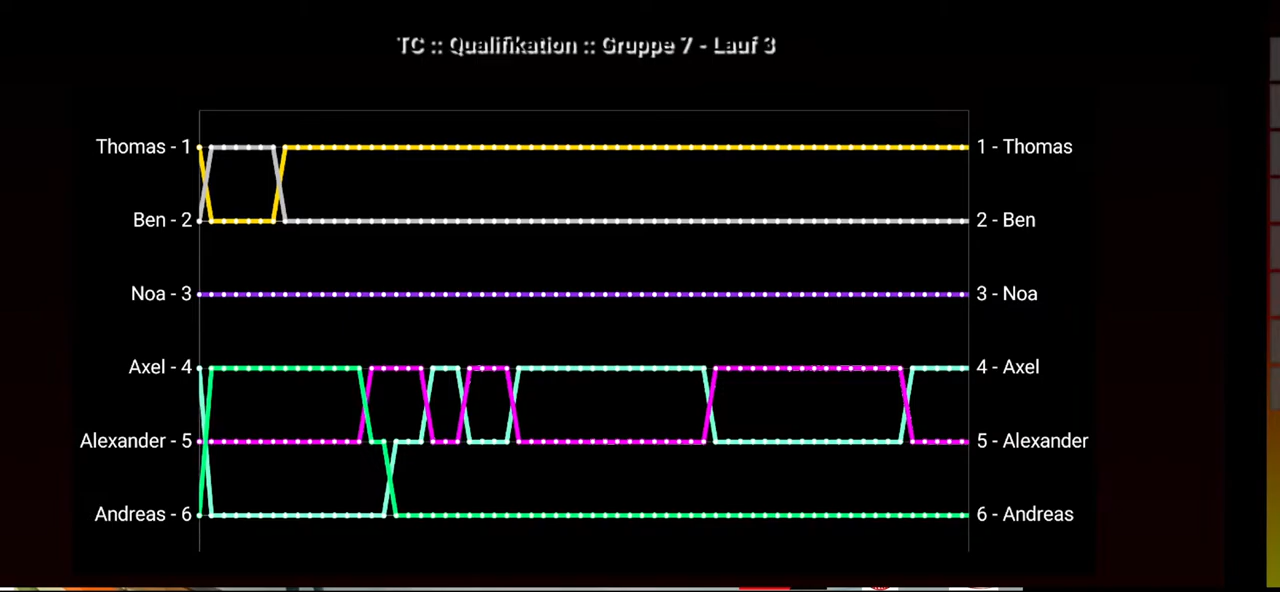 TC :: Qualifikation :: Gruppe 7 - Lauf 3
Thomas - 1
1 - Thomas
Ben - 2
2 - Ben
Noa - 3
3 - Noa
Axel - 4
4 - Axel
Alexander - 5
5 - Alexander
Andreas - 6
6 - Andreas